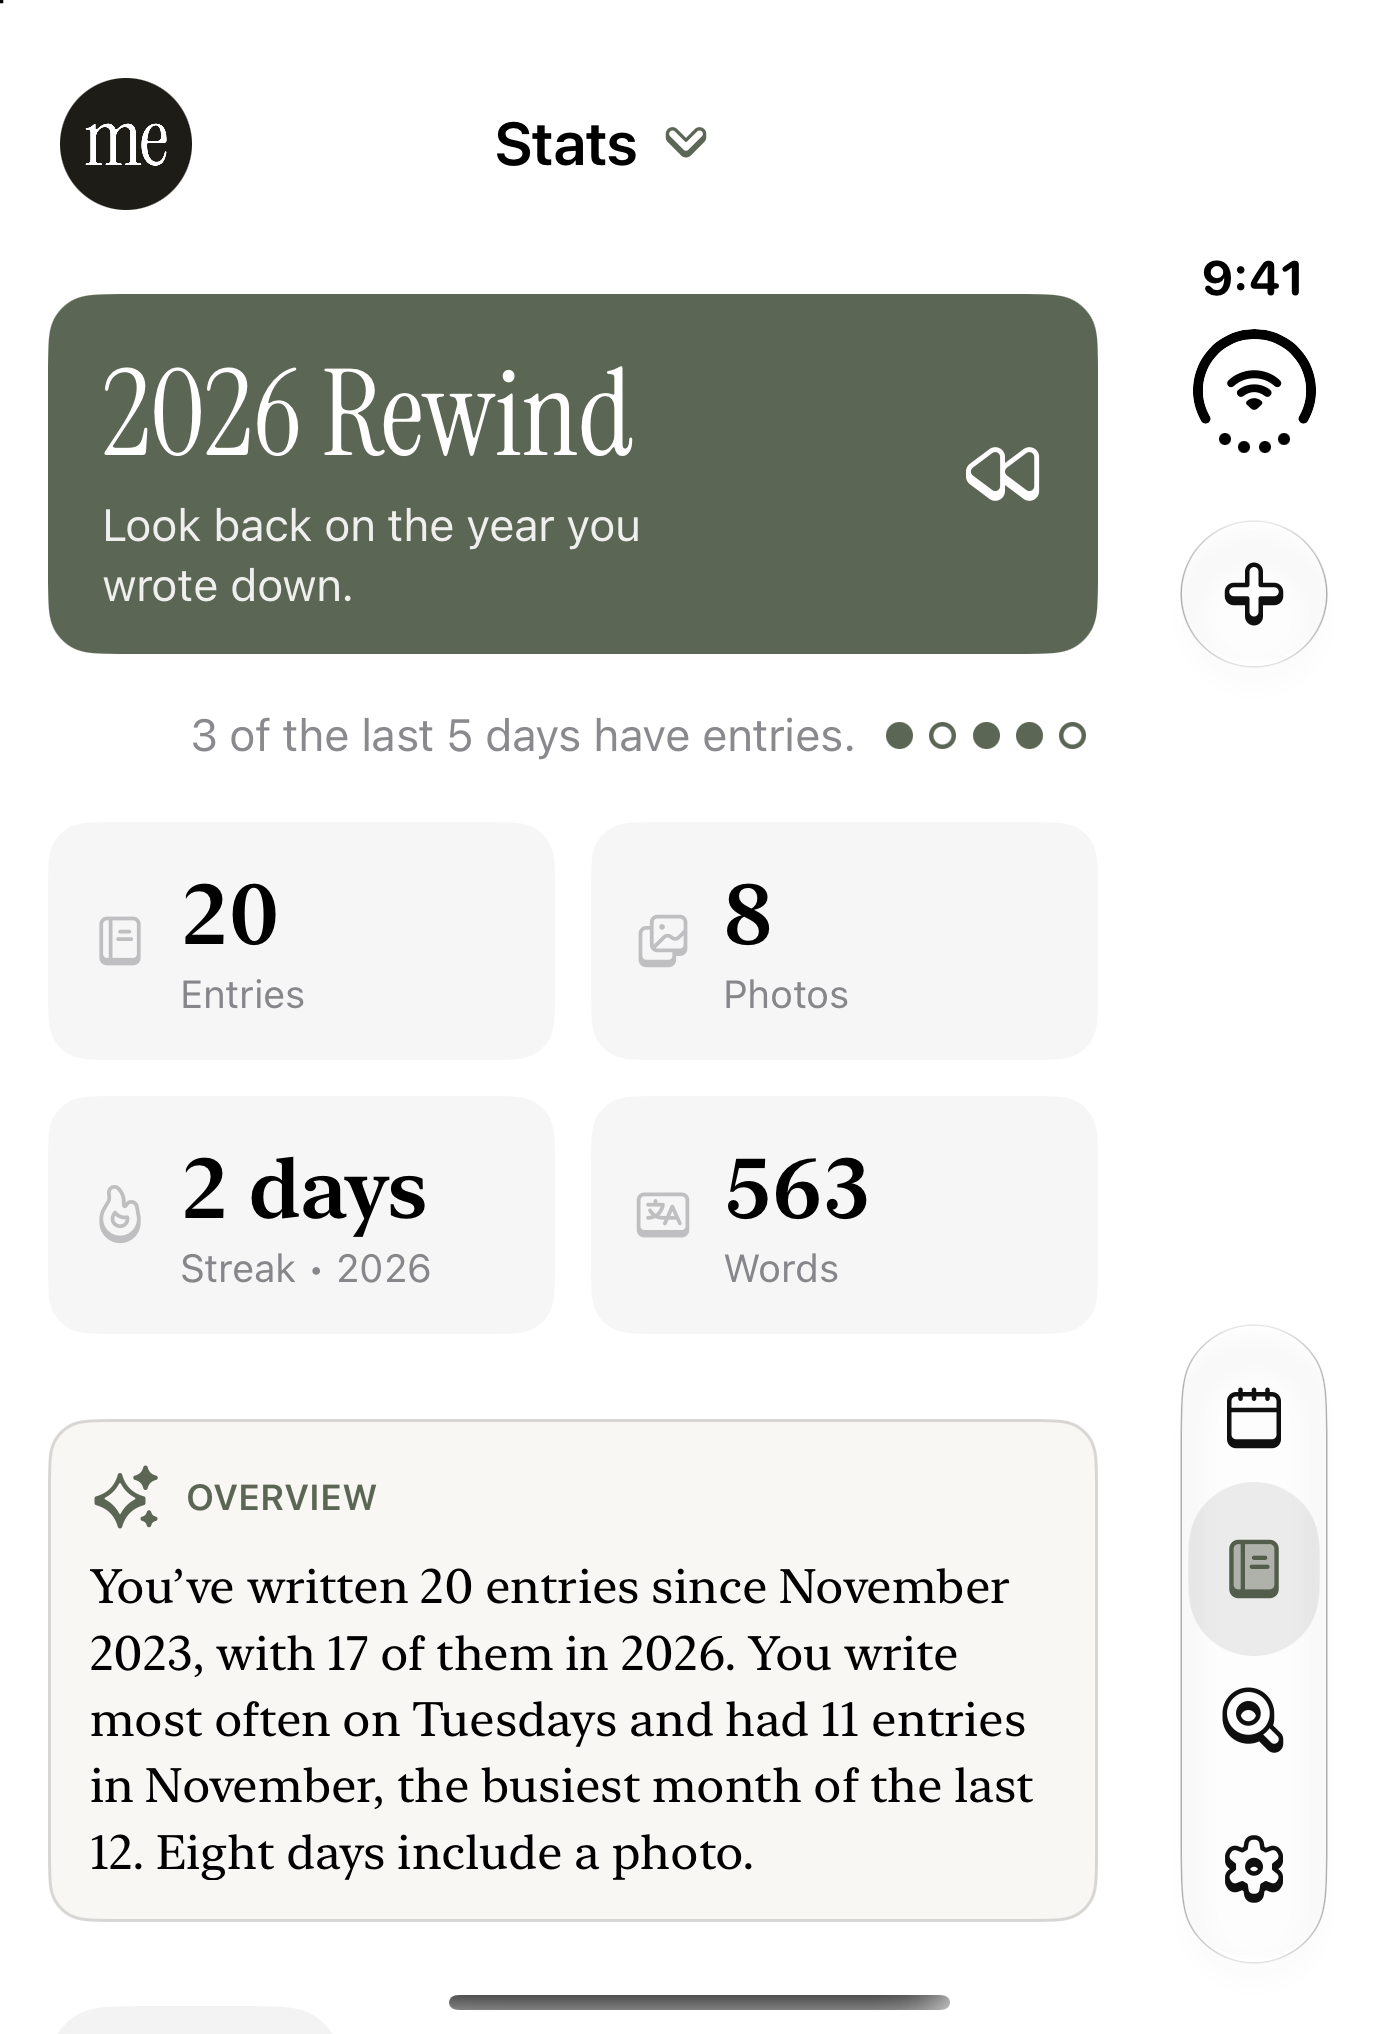 me
Stats
9:41
2026 Rewind
Look back on the year you
wrote down.
3 of the last 5 days have entries.
20
Entries
8
Photos
2 days
Streak • 2026
563
Words
OVERVIEW
You’ve written 20 entries since November
2023, with 17 of them in 2026. You write
most often on Tuesdays and had 11 entries
in November, the busiest month of the last
12. Eight days include a photo.